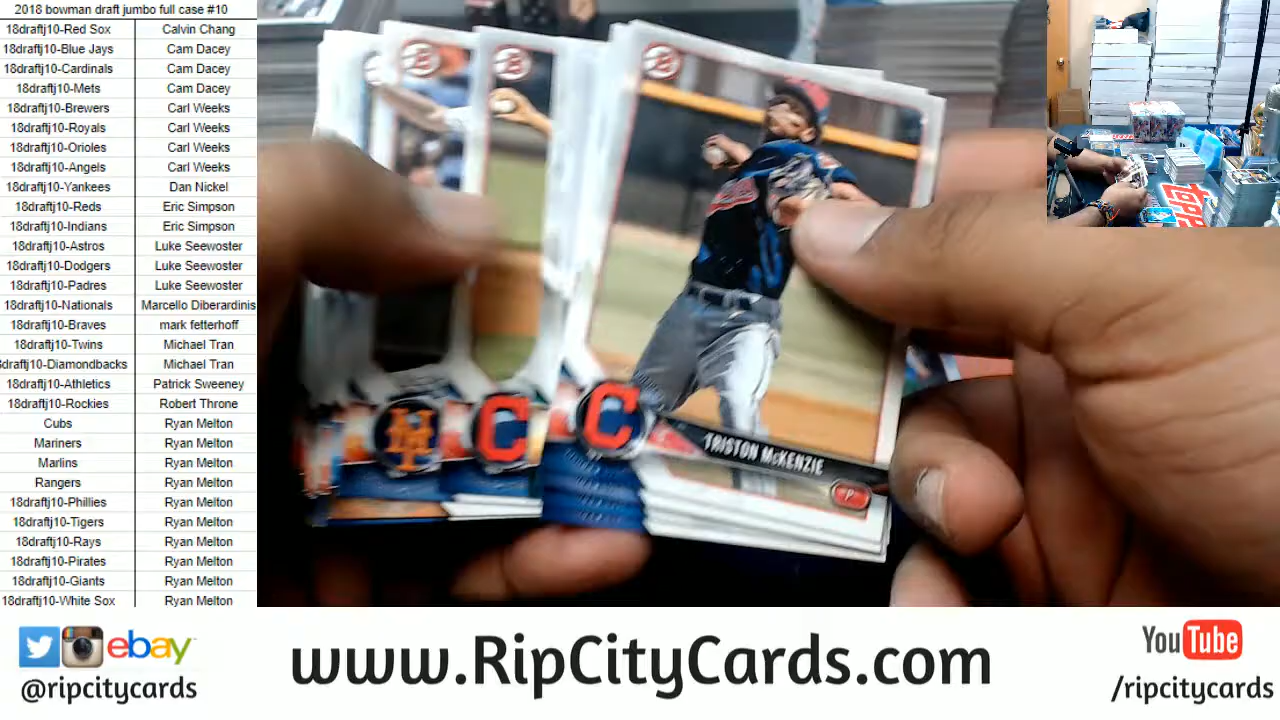 2018 bowman draft jumbo full case #10
18draftj10-Red Sox Calvin Chang
18draftj10-Blue Jays Cam Dacey
18draftj10-Cardinals Cam Dacey
18draftj10-Mets Cam Dacey
18draftj10-Brewers Carl Weeks
18draftj10-Royals Carl Weeks
18draftj10-Orioles Carl Weeks
18draftj10-Angels Carl Weeks
18draftj10-Yankees Dan Nickel
18draftj10-Reds Eric Simpson
18draftj10-Indians Eric Simpson
18draftj10-Astros Luke Seewoster
18draftj10-Dodgers Luke Seewoster
18draftj10-Padres Luke Seewoster
18draftj10-Nationals Marcello Diberardinis
18draftj10-Braves mark fetterhoff
18draftj10-Twins Michael Tran
8draftj10-Diamondbacks Michael Tran
18draftj10-Athletics Patrick Sweeney
18draftj10-Rockies Robert Throne
Cubs Ryan Melton
Mariners Ryan Melton
Marlins Ryan Melton
Rangers Ryan Melton
18draftj10-Phillies Ryan Melton
18draftj10-Tigers Ryan Melton
18draftj10-Rays Ryan Melton
18draftj10-Pirates Ryan Melton
18draftj10-Giants Ryan Melton
18draftj10-White Sox Ryan Melton
B
B
B
C
C
TRISTON McKENZIE
P
TOPPS
ebay
@ripcitycards
www.RipCityCards.com
YouTube
/ripcitycards